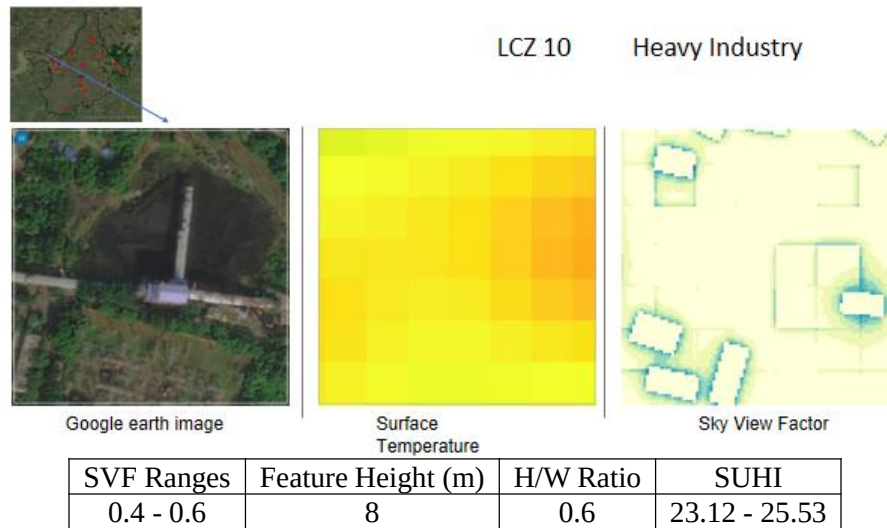 LCZ 10 Heavy Industry
Google earth image
Surface
Temperature
Sky View Factor
SVF Ranges Feature Height (m) H/W Ratio SUHI
0.4 - 0.6 8 0.6 23.12 - 25.53